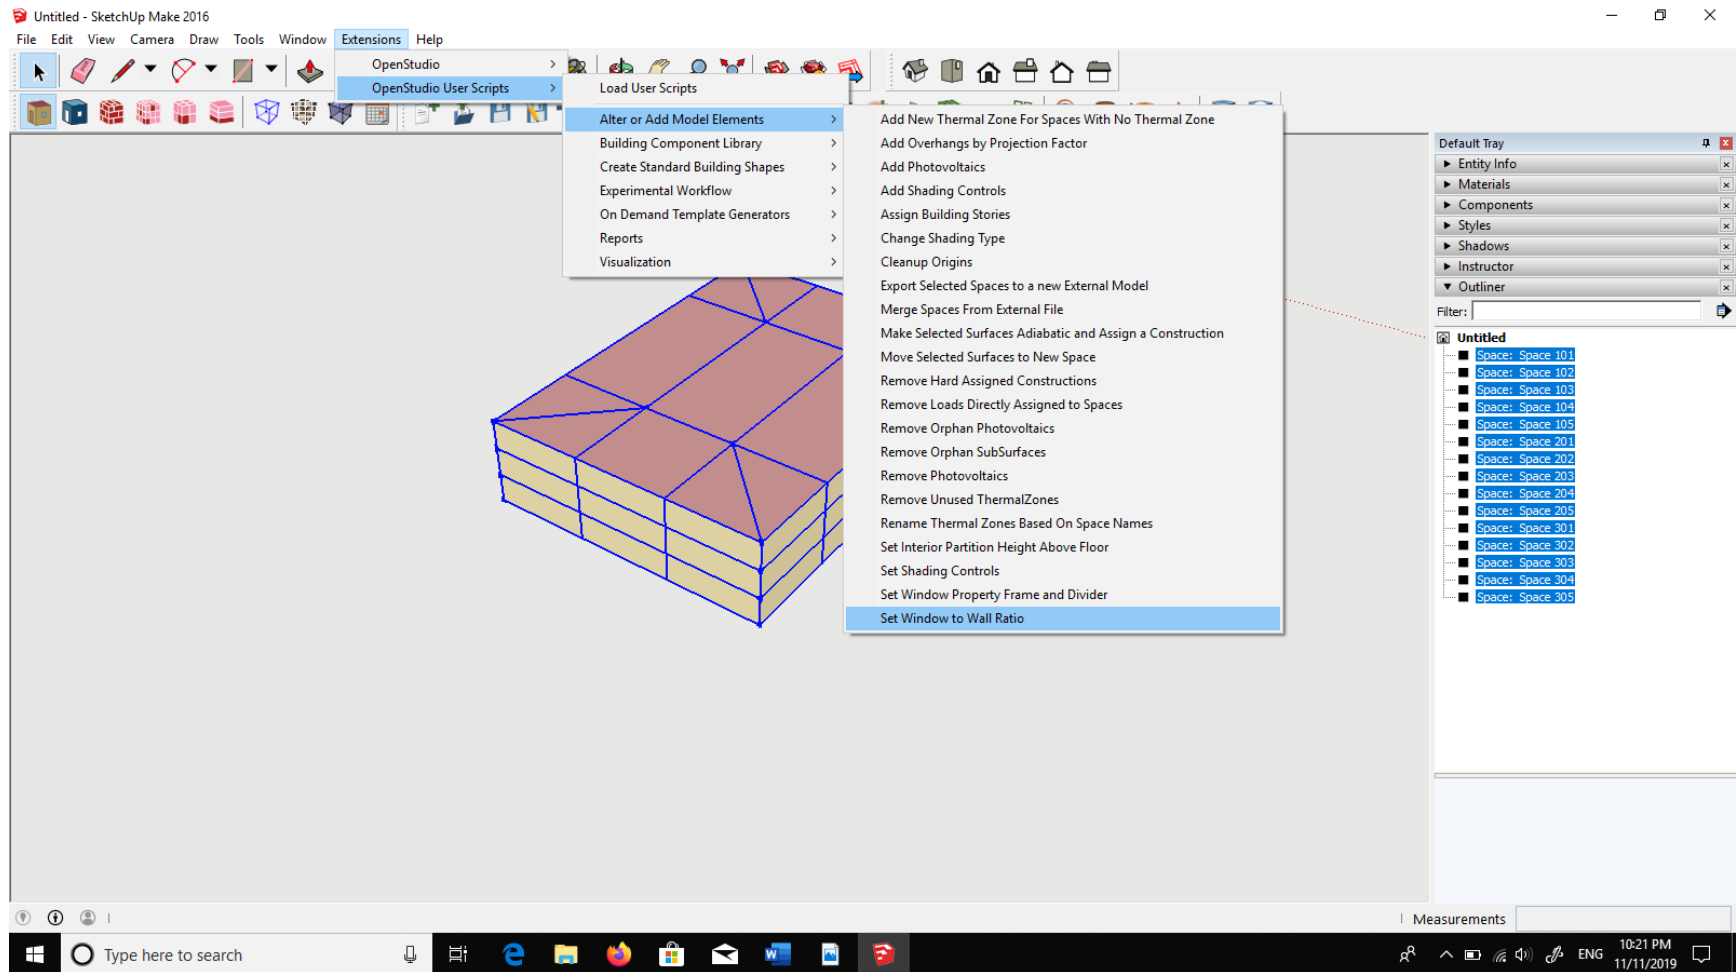 Untitled - SketchUp Make 2016
File Edit View Camera Draw Tools Window Extensions Help
OpenStudio
OpenStudio User Scripts
Load User Scripts
Alter or Add Model Elements
Building Component Library
Create Standard Building Shapes
Experimental Workflow
On Demand Template Generators
Reports
Visualization
Add New Thermal Zone For Spaces With No Thermal Zone
Add Overhangs by Projection Factor
Add Photovoltaics
Add Shading Controls
Assign Building Stories
Change Shading Type
Cleanup Origins
Export Selected Spaces to a new External Model
Merge Spaces From External File
Make Selected Surfaces Adiabatic and Assign a Construction
Move Selected Surfaces to New Space
Remove Hard Assigned Constructions
Remove Loads Directly Assigned to Spaces
Remove Orphan Photovoltaics
Remove Orphan SubSurfaces
Remove Photovoltaics
Remove Unused ThermalZones
Rename Thermal Zones Based On Space Names
Set Interior Partition Height Above Floor
Set Shading Controls
Set Window Property Frame and Divider
Set Window to Wall Ratio
Default Tray
Entity Info
Materials
Components
Styles
Shadows
Instructor
Outliner
Filter:
Untitled
Space: Space 101
Space: Space 102
Space: Space 103
Space: Space 104
Space: Space 105
Space: Space 201
Space: Space 202
Space: Space 203
Space: Space 204
Space: Space 205
Space: Space 301
Space: Space 302
Space: Space 303
Space: Space 304
Space: Space 305
Measurements
Type here to search
ENG
10:21 PM
11/11/2019